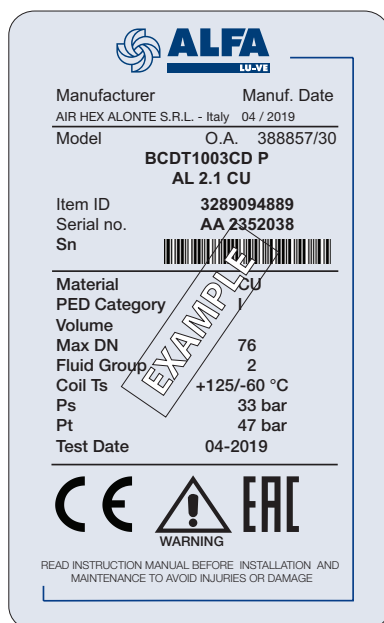 ALFA
LU-VE
Manufacturer Manuf. Date
AIR HEX ALONTE S.R.L. - Italy 04 / 2019
Model O.A. 388857/30
BCDT1003CD P
AL 2.1 CU
Item ID 3289094889
Serial no. AA 2352038
Sn
Material CU
PED Category I
Volume
Max DN 76
Fluid Group 2
Coil Ts +125/-60 °C
Ps 33 bar
Pt 47 bar
Test Date 04-2019
EXAMPLE
CE EAC
WARNING
READ INSTRUCTION MANUAL BEFORE INSTALLATION AND
MAINTENANCE TO AVOID INJURIES OR DAMAGE